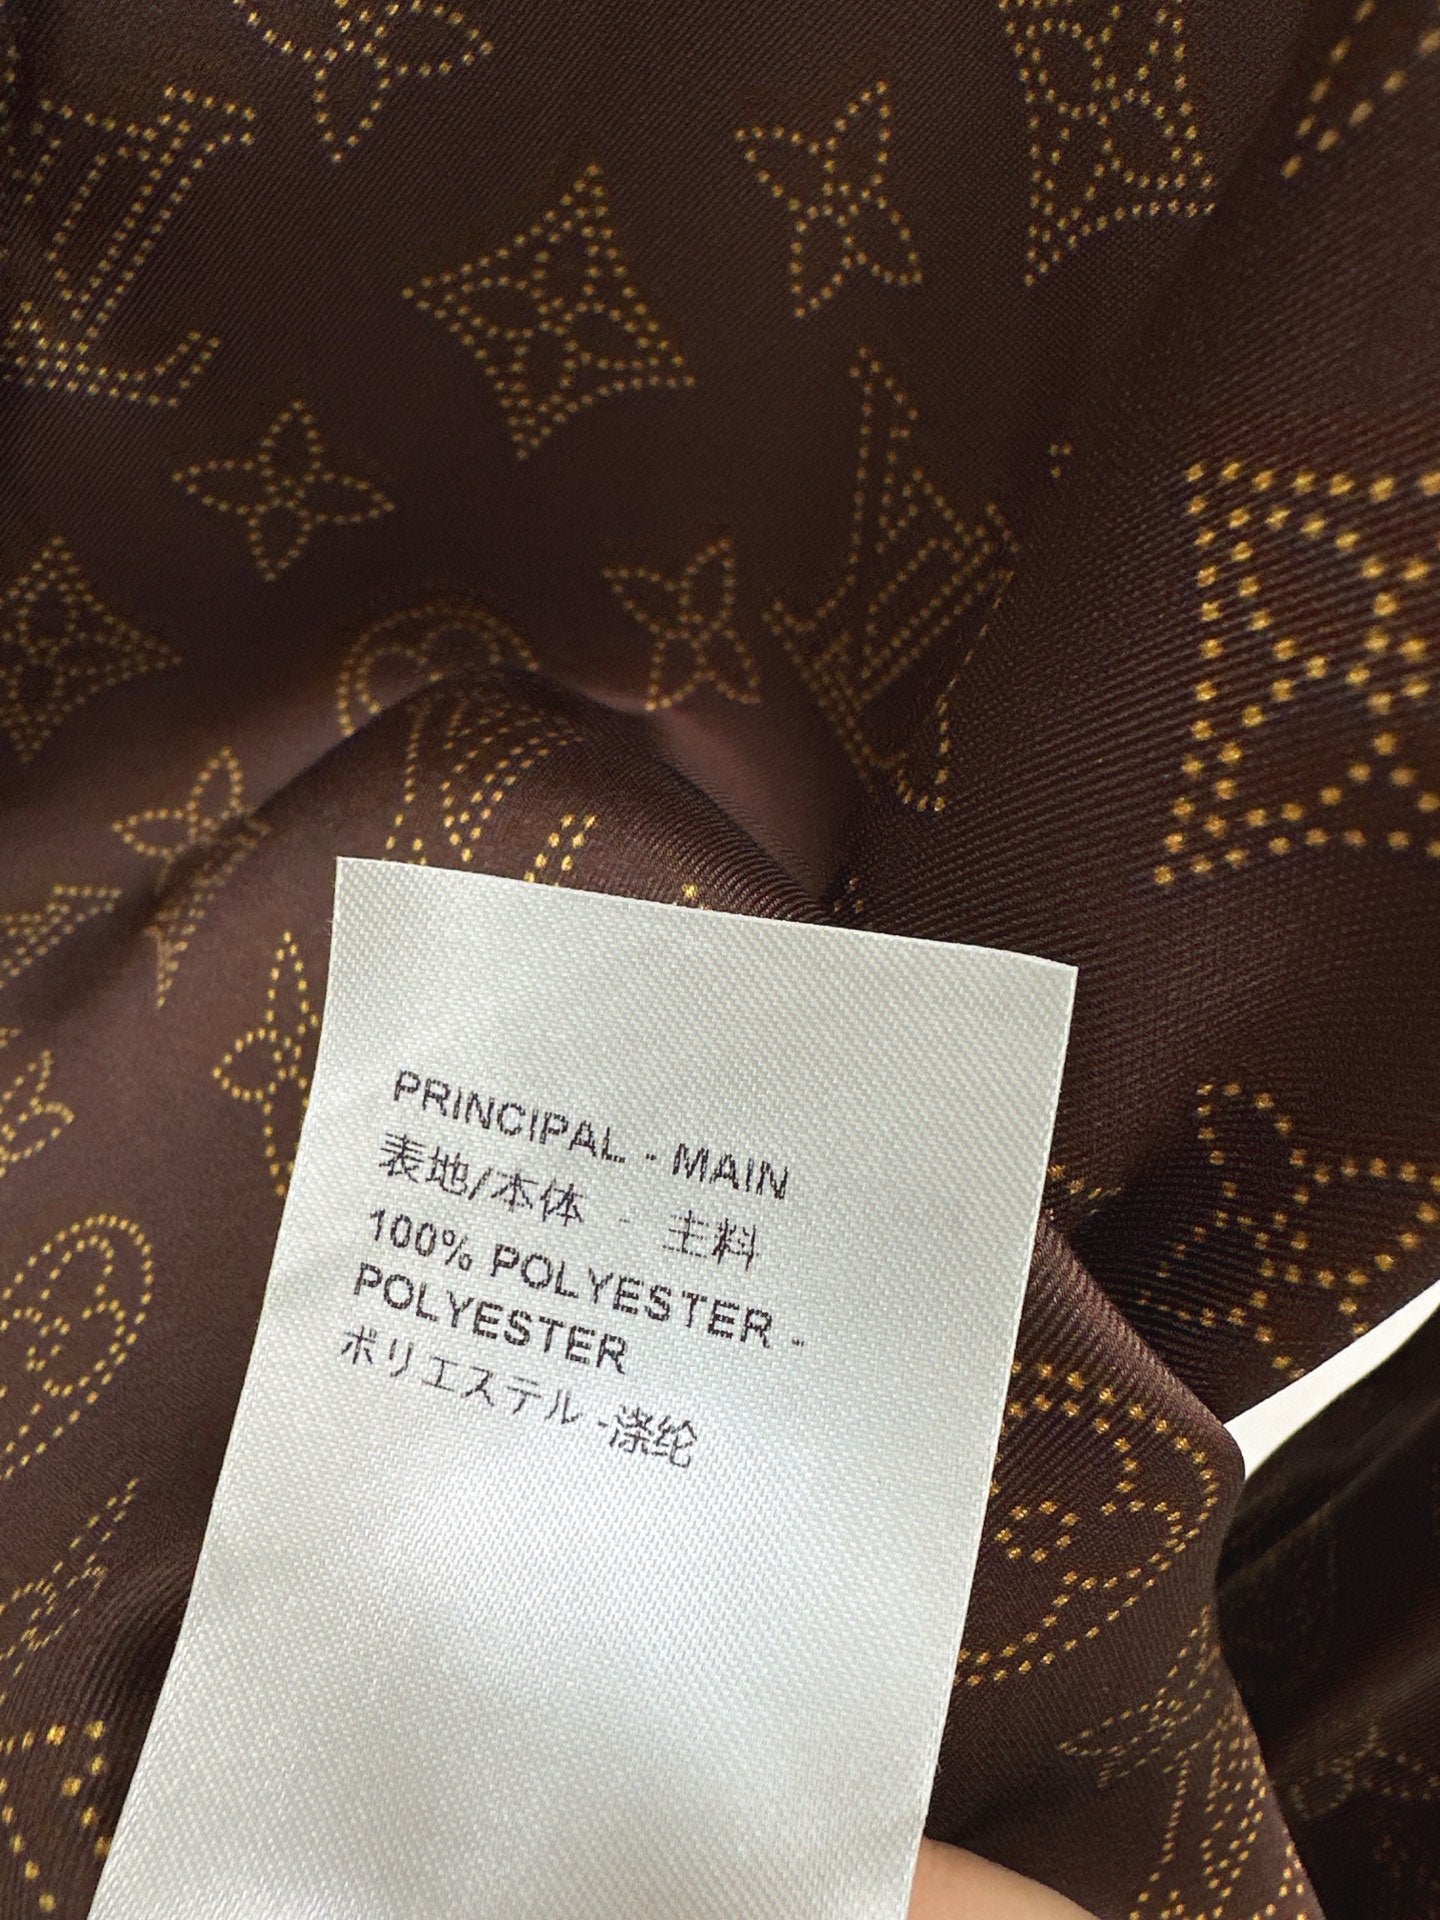 PRINCIPAL - MAIN
表地/本体 - 主料
100% POLYESTER -
POLYESTER
ポリエステル -涤纶